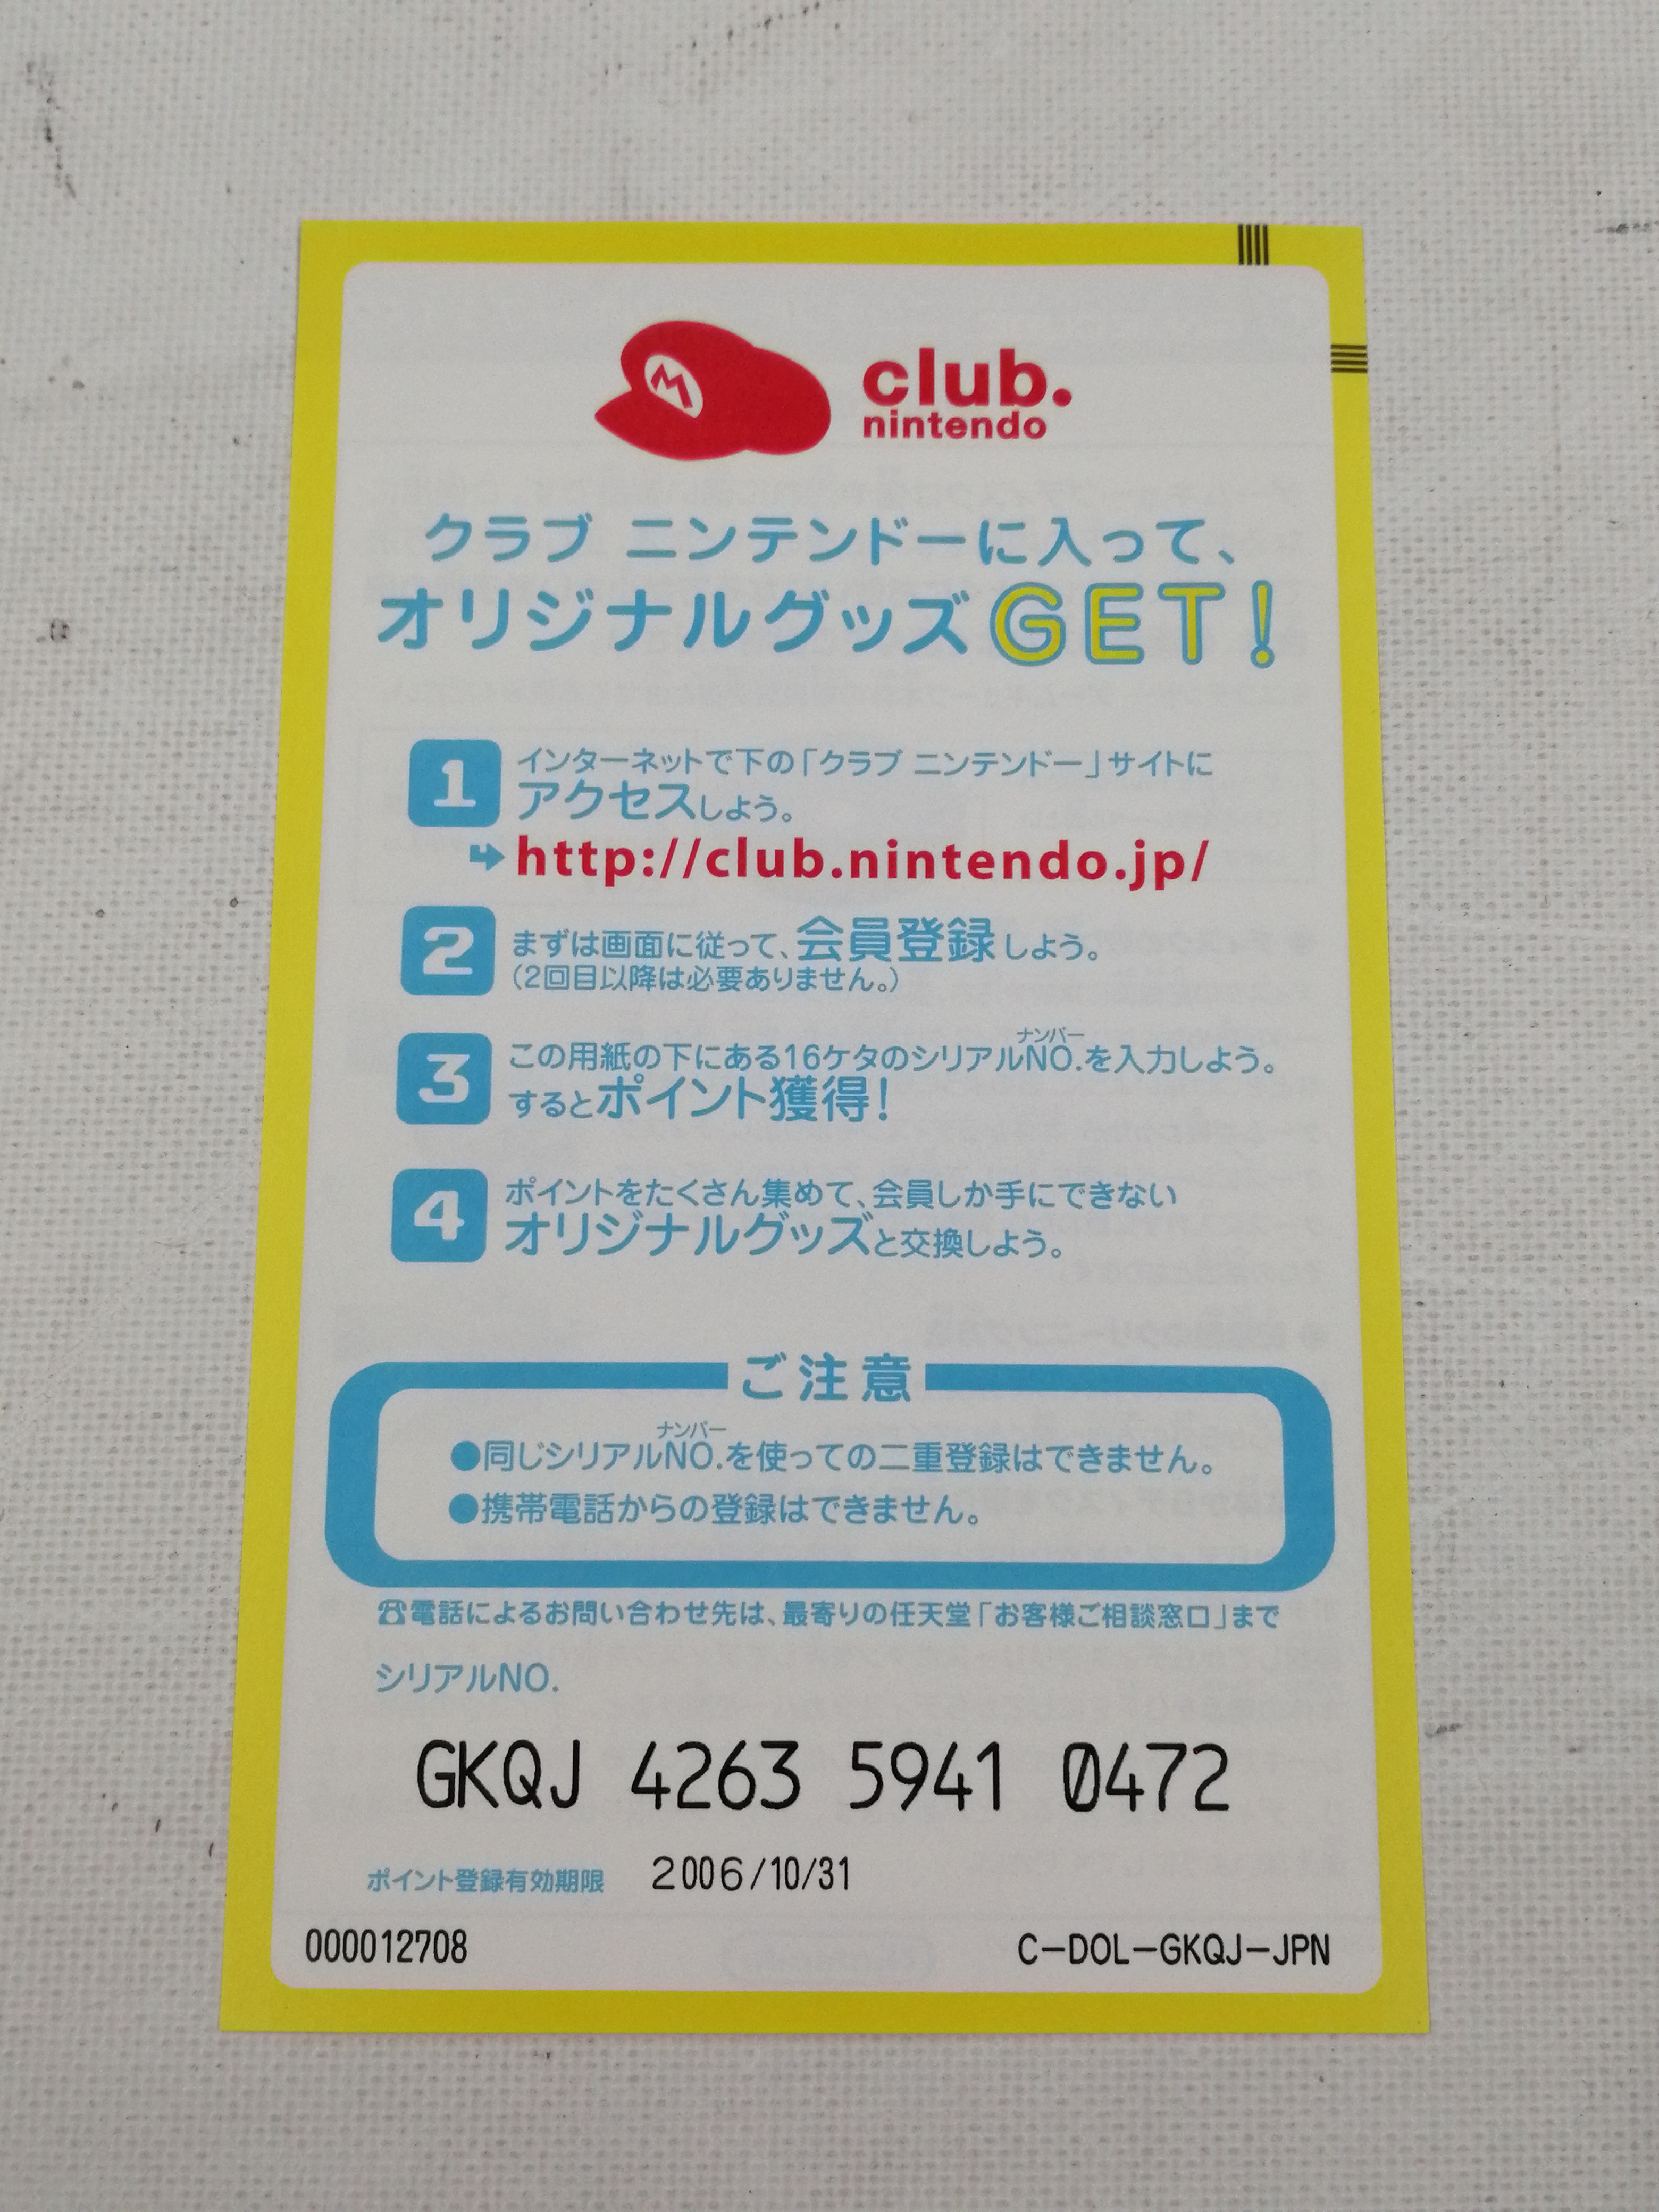 M
club.
nintendo
クラブ ニンテンドーに入って、
オリジナルグッズGET!
1 インターネットで下の「クラブ ニンテンドー」サイトに
アクセスしよう。
http://club.nintendo.jp/
2 まずは画面に従って、会員登録しよう。
(2回目以降は必要ありません。)
ナンバー
3 この用紙の下にある16ケタのシリアルNO.を入力しよう。
するとポイント獲得!
4 ポイントをたくさん集めて、会員しか手にできない
オリジナルグッズと交換しよう。
ご注意
ナンバー
●同じシリアルNO.を使っての二重登録はできません。
●携帯電話からの登録はできません。
☎電話によるお問い合わせ先は、最寄りの任天堂「お客様ご相談窓口」まで
シリアルNO.
GKQJ 4263 5941 0472
ポイント登録有効期限 2006/10/31
000012708 C-DOL-GKQJ-JPN